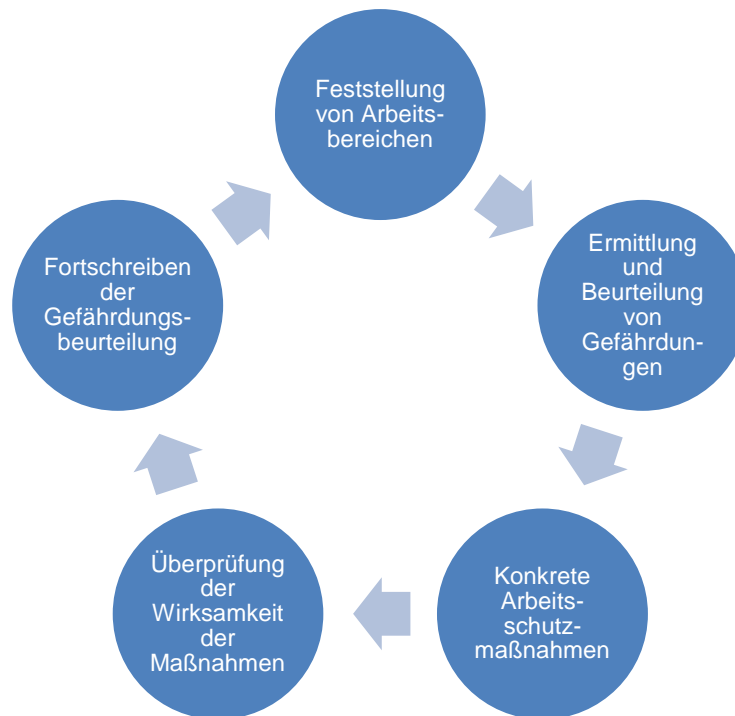 Feststellung
von Arbeits-
bereichen
Ermittlung
und
Beurteilung
von
Gefährdun-
gen
Konkrete
Arbeits-
schutz-
maßnahmen
Überprüfung
der
Wirksamkeit
der
Maßnahmen
Fortschreiben
der
Gefährdungs-
beurteilung